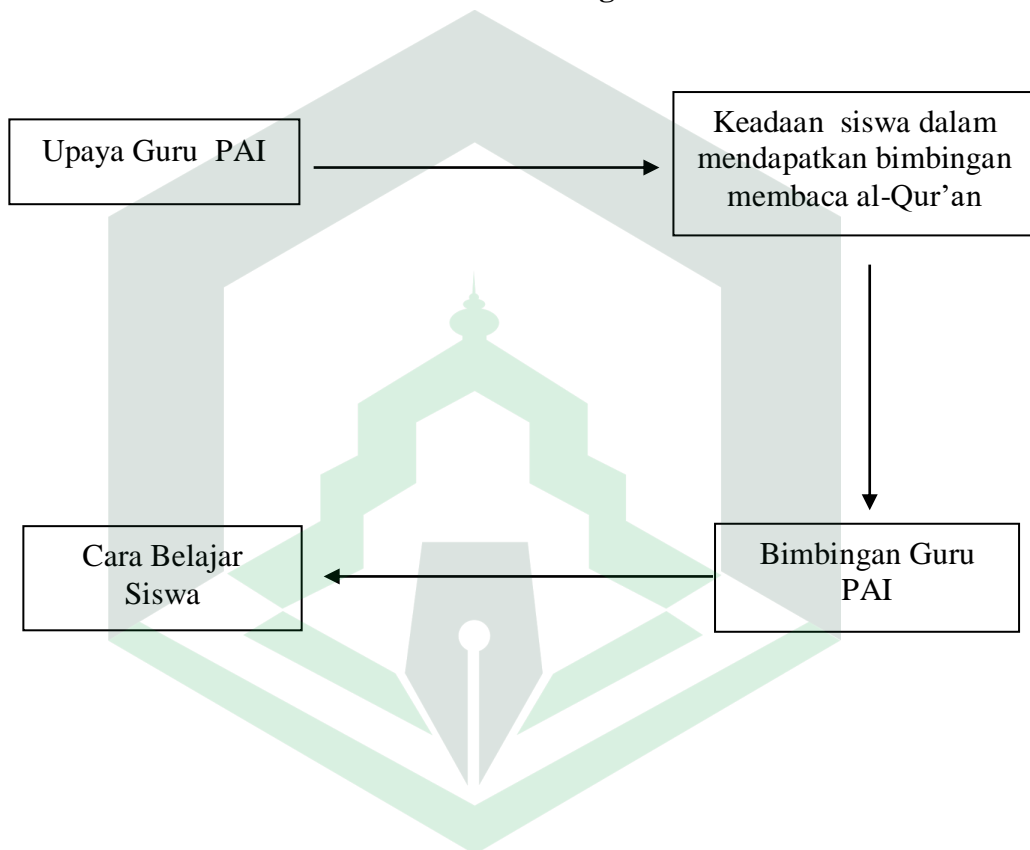 Upaya Guru PAI
Keadaan siswa dalam
mendapatkan bimbingan
membaca al-Qur’an
Cara Belajar
Siswa
Bimbingan Guru
PAI